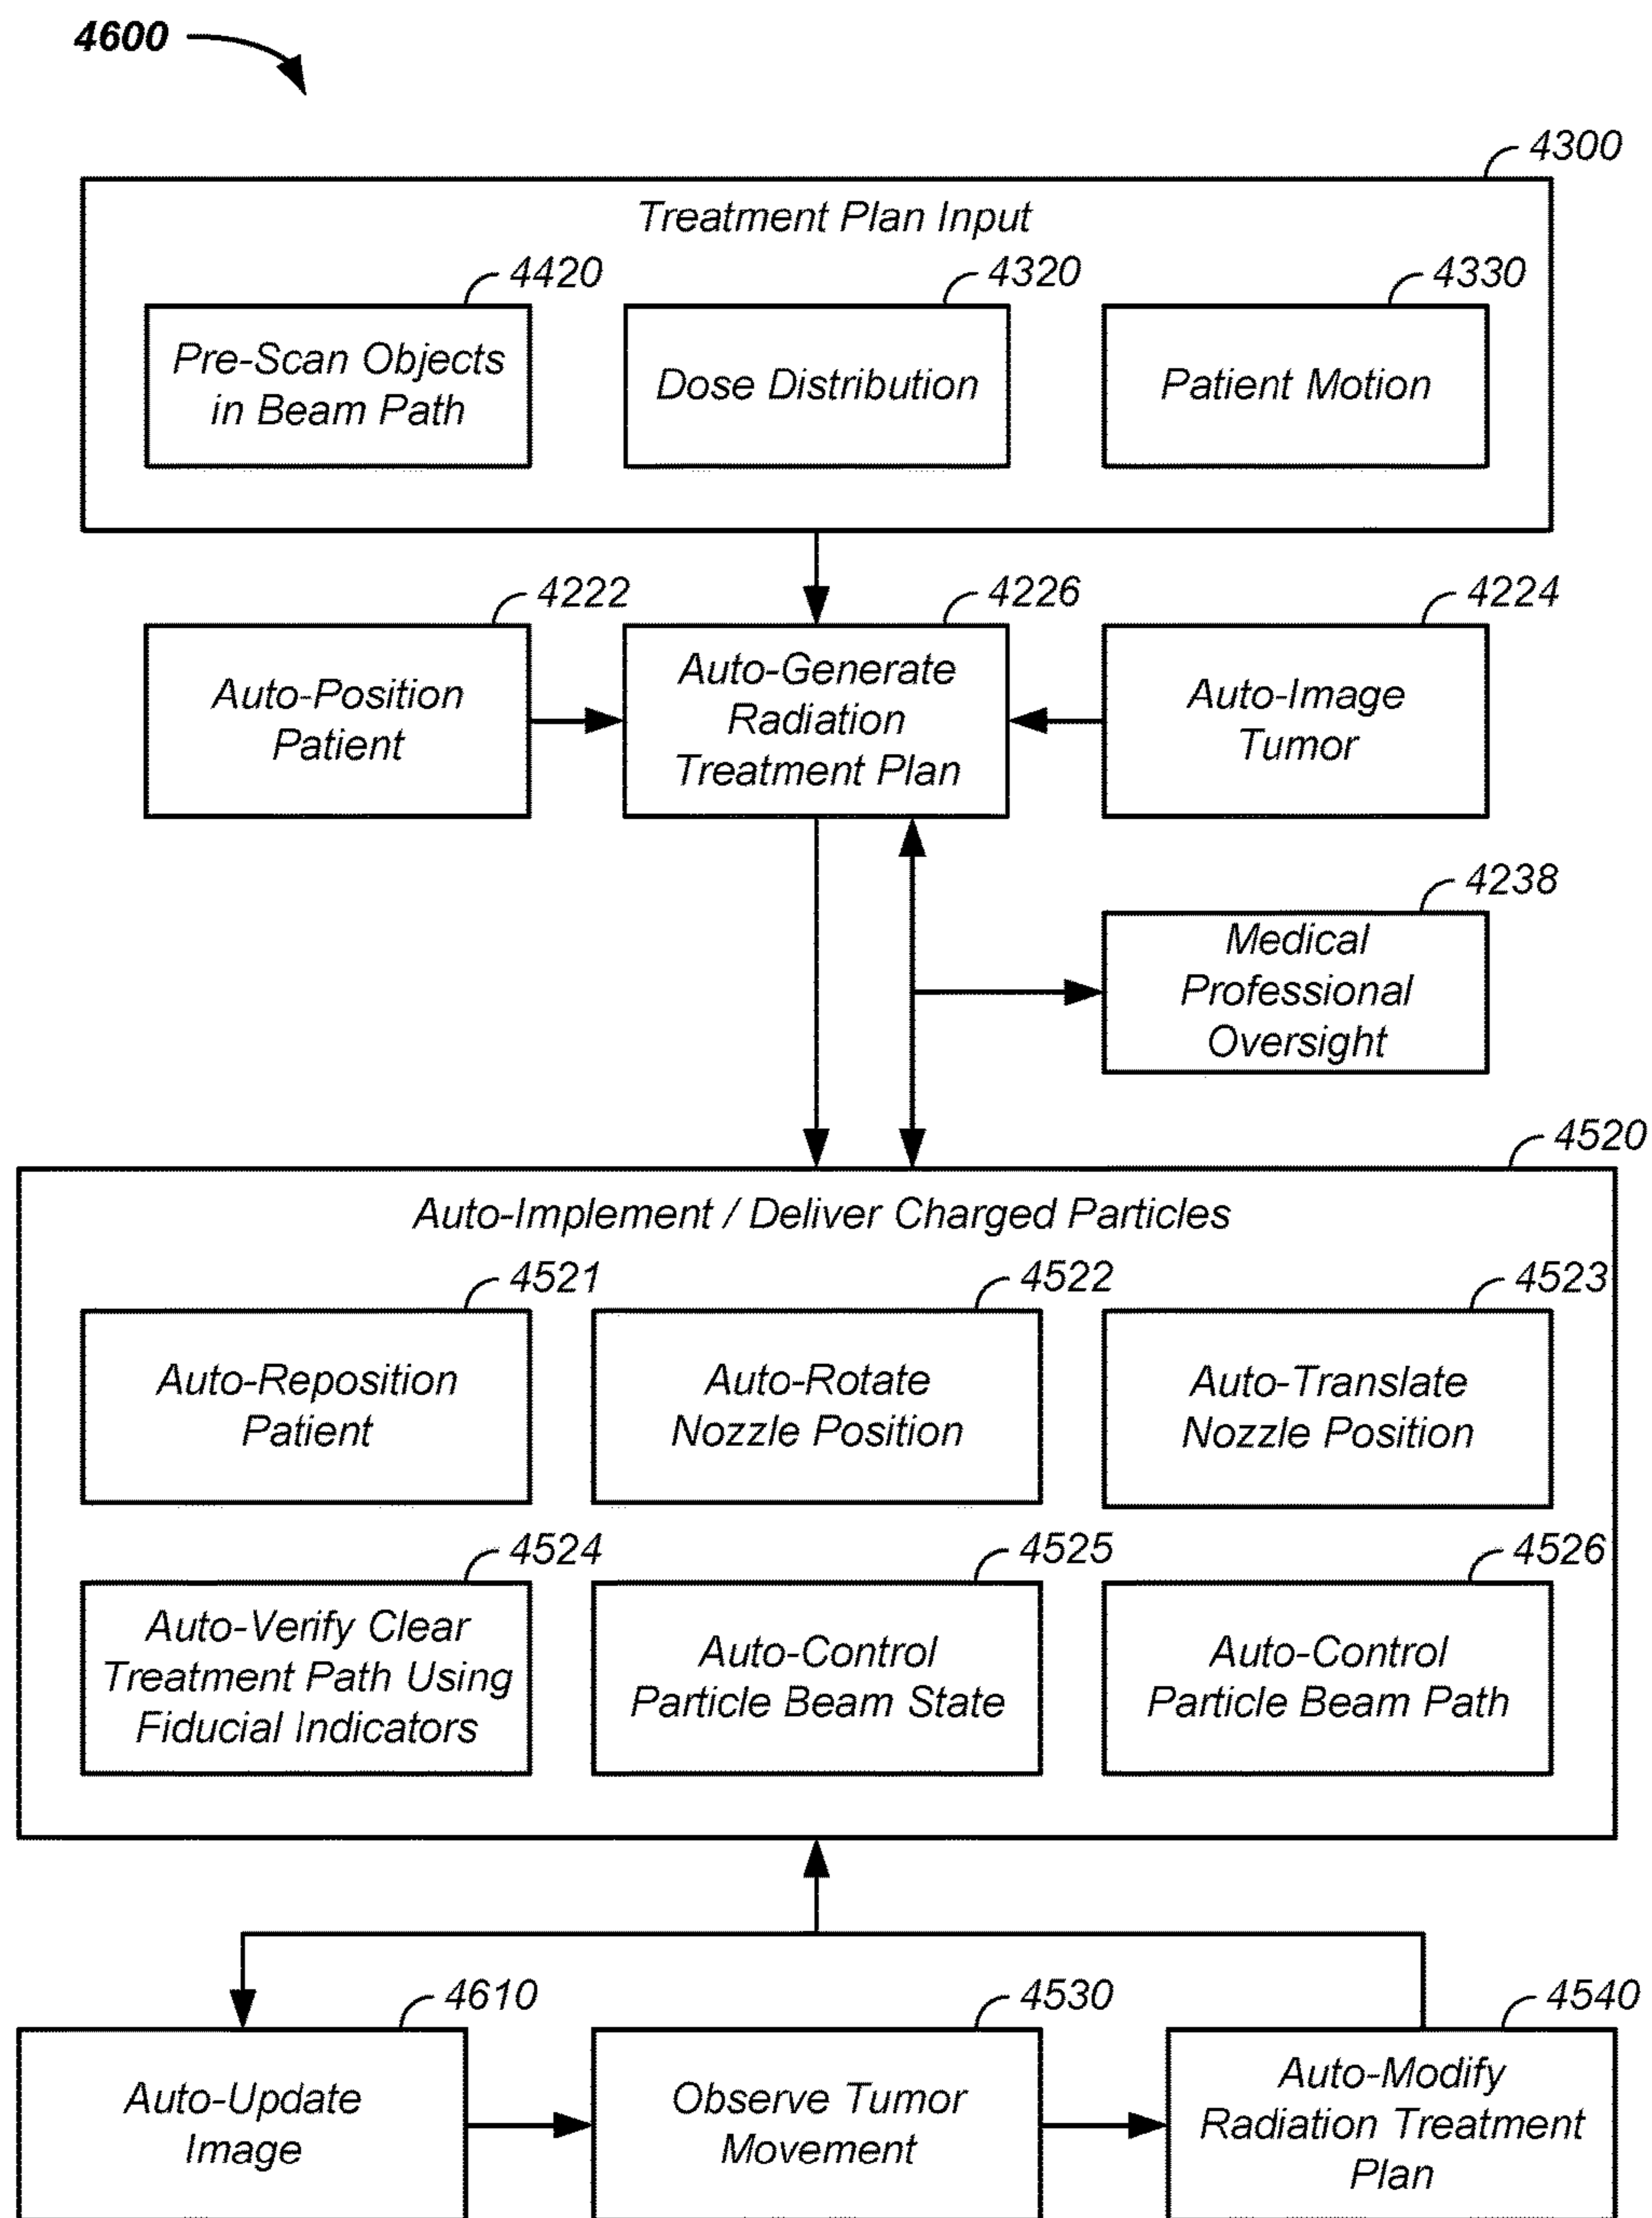 4600
4300
Treatment Plan Input
4420
4320
4330
Pre-Scan Objects
in Beam Path
Dose Distribution
Patient Motion
4222
4226
4224
Auto-Position
Patient
Auto-Generate
Radiation
Treatment Plan
Auto-Image
Tumor
4238
Medical
Professional
Oversight
4520
Auto-Implement / Deliver Charged Particles
4521
4522
4523
Auto-Reposition
Patient
Auto-Rotate
Nozzle Position
Auto-Translate
Nozzle Position
4524
4525
4526
Auto-Verify Clear
Treatment Path Using
Fiducial Indicators
Auto-Control
Particle Beam State
Auto-Control
Particle Beam Path
4610
4530
4540
Auto-Update
Image
Observe Tumor
Movement
Auto-Modify
Radiation Treatment
Plan